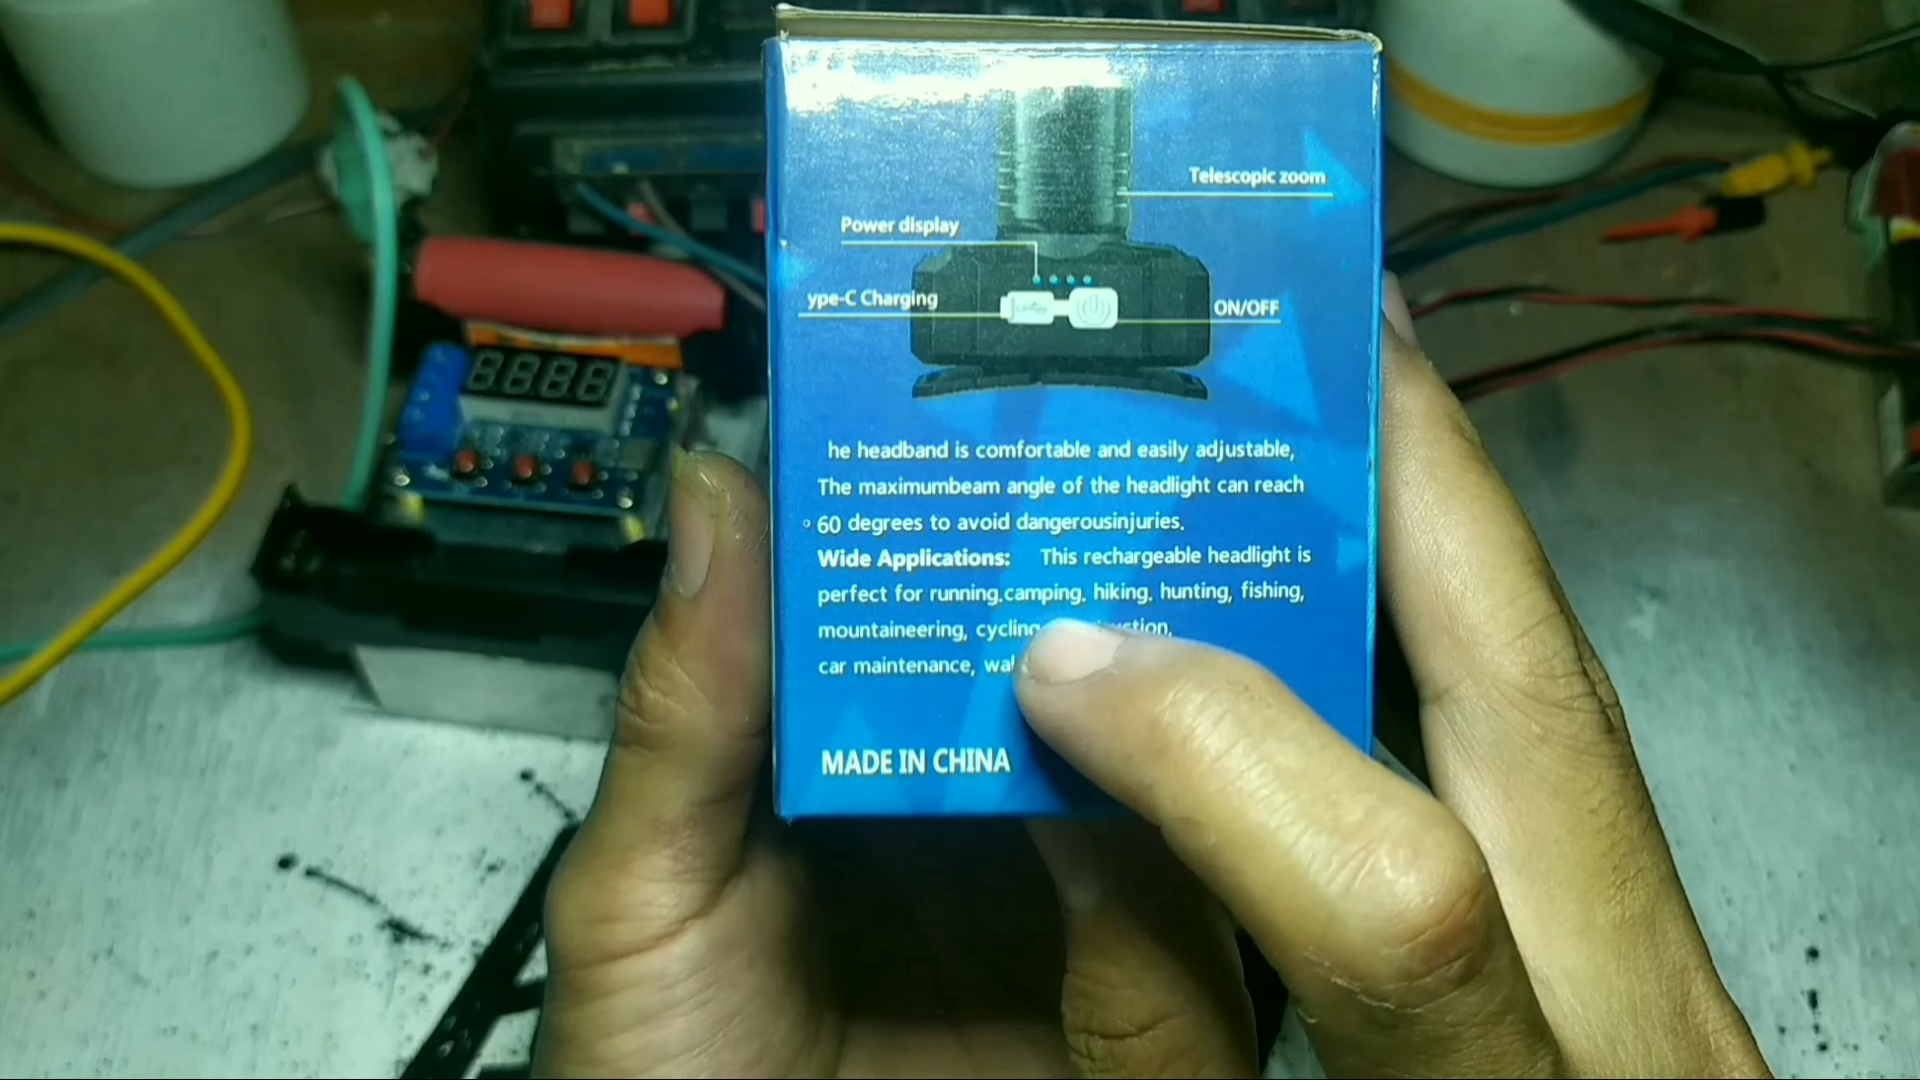 Telescopic zoom
Power display
ype-C Charging
ON/OFF
he headband is comfortable and easily adjustable,
The maximumbeam angle of the headlight can reach
60 degrees to avoid dangerousinjuries.
Wide Applications: This rechargeable headlight is
perfect for running,camping, hiking, hunting, fishing,
mountaineering, cycling
car maintenance,
MADE IN CHINA